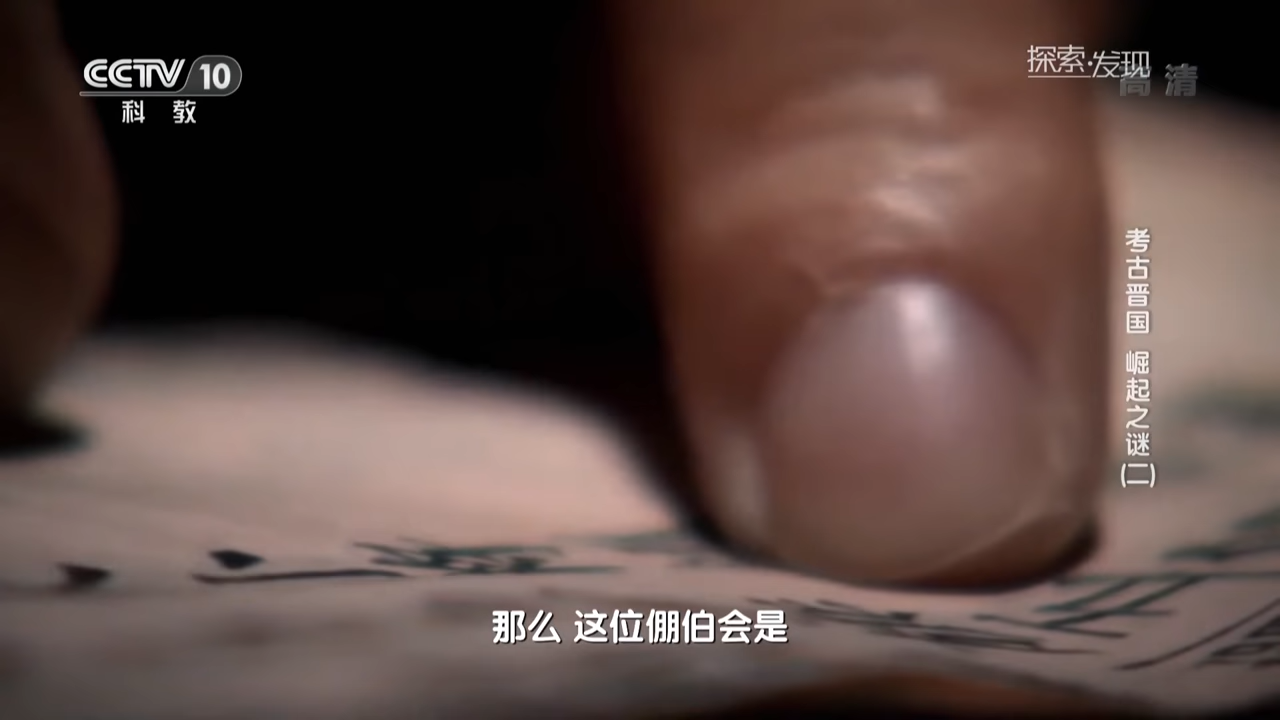 CCTV 10
科教
探索·发现
高清
考古晋国 崛起之谜(二)
那么 这位倗伯会是